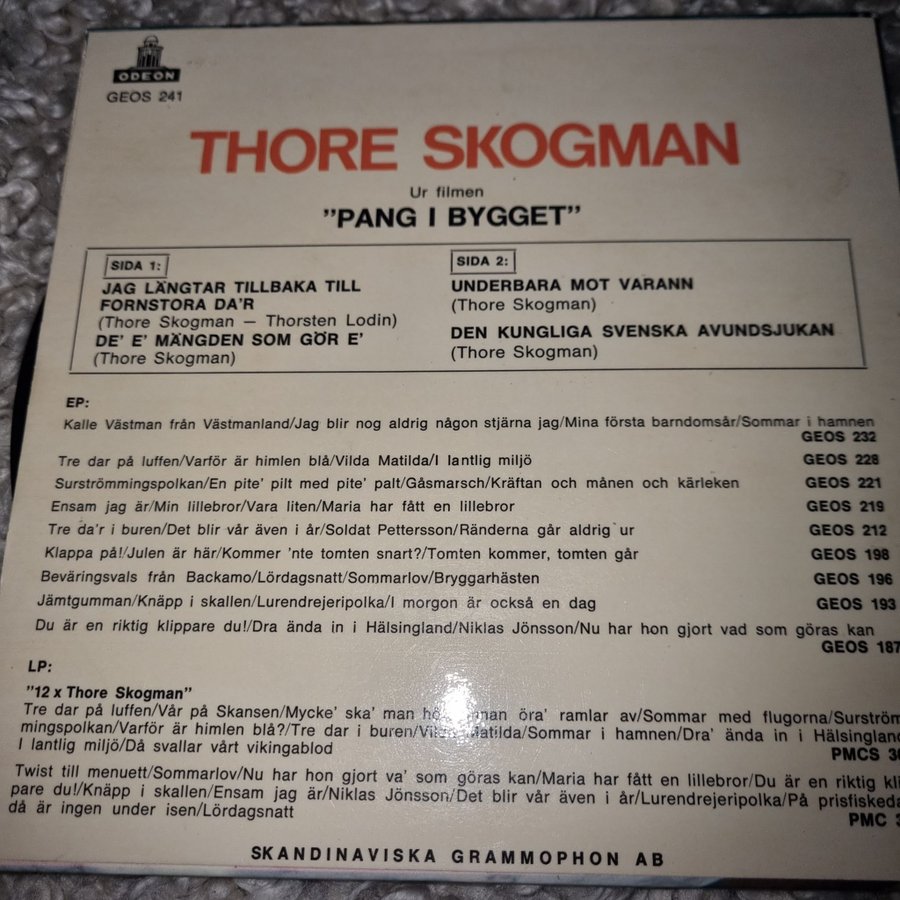 ODEON
GEOS 241
THORE SKOGMAN
Ur filmen
"PANG I BYGGET"
SIDA 1:
JAG LÄNGTAR TILLBAKA TILL
FORNSTORA DA'R
(Thore Skogman — Thorsten Lodin)
DE' E' MÄNGDEN SOM GÖR E'
(Thore Skogman)
SIDA 2:
UNDERBARA MOT VARANN
(Thore Skogman)
DEN KUNGLIGA SVENSKA AVUNDSJUKAN
(Thore Skogman)
EP:
Kalle Västman från Västmanland/Jag blir nog aldrig någon stjärna jag/Mina första barndomsår/Sommar i hamnen
GEOS 232
Tre dar på luffen/Varför är himlen blå/Vilda Matilda/I lantlig miljö GEOS 228
Surströmmingspolkan/En pite' pilt med pite' palt/Gåsmarsch/Kräftan och månen och kärleken GEOS 221
Ensam jag är/Min lillebror/Vara liten/Maria har fått en lillebror GEOS 219
Tre da'r i buren/Det blir vår även i år/Soldat Pettersson/Ränderna går aldrig ur GEOS 212
Klappa på!/Julen är här/Kommer 'nte tomten snart?/Tomten kommer, tomten går GEOS 198
Beväringsvals från Backamo/Lördagsnatt/Sommarlov/Bryggarhästen GEOS 196
Jämtgumman/Knäpp i skallen/Lurendrejeripolka/I morgon är också en dag GEOS 193
Du är en riktig klippare du!/Dra ända in i Hälsingland/Niklas Jönsson/Nu har hon gjort vad som göras kan
GEOS 187
LP:
"12 x Thore Skogman"
Tre dar på luffen/Vår på Skansen/Mycke' ska' man öra' ramlar av/Sommar med flugorna/Surström
mingspolkan/Varför är himlen blå?/Tre dar i buren/Vilda Matilda/Sommar i hamnen/Dra' ända in i Hälsingland
I lantlig miljö/Då svallar vårt vikingablod PMCS
Twist till menuett/Sommarlov/Nu har hon gjort va' som göras kan/Maria har fått en lillebror/Du är en riktig kli
pare du!/Knäpp i skallen/Ensam jag är/Niklas Jönsson/Det blir vår även i år/Lurendrejeripolka/På prisfiskeda
då är ingen under isen/Lördagsnatt PMC
SKANDINAVISKA GRAMMOPHON AB